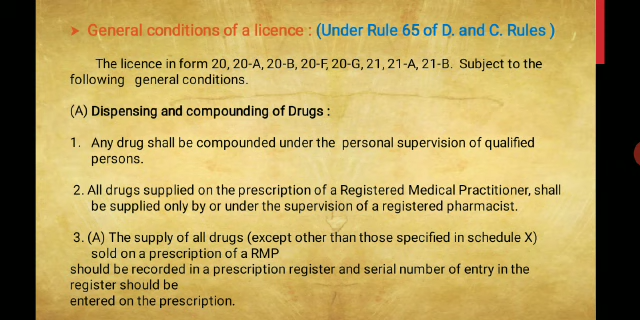 ➤ General conditions of a licence : (Under Rule 65 of D. and C. Rules )
The licence in form 20, 20-A, 20-B, 20-F, 20-G, 21, 21-A, 21-B. Subject to the
following general conditions.
(A) Dispensing and compounding of Drugs :
1. Any drug shall be compounded under the personal supervision of qualified
persons.
2. All drugs supplied on the prescription of a Registered Medical Practitioner, shall
be supplied only by or under the supervision of a registered pharmacist.
3. (A) The supply of all drugs (except other than those specified in schedule X)
sold on a prescription of a RMP
should be recorded in a prescription register and serial number of entry in the
register should be
entered on the prescription.